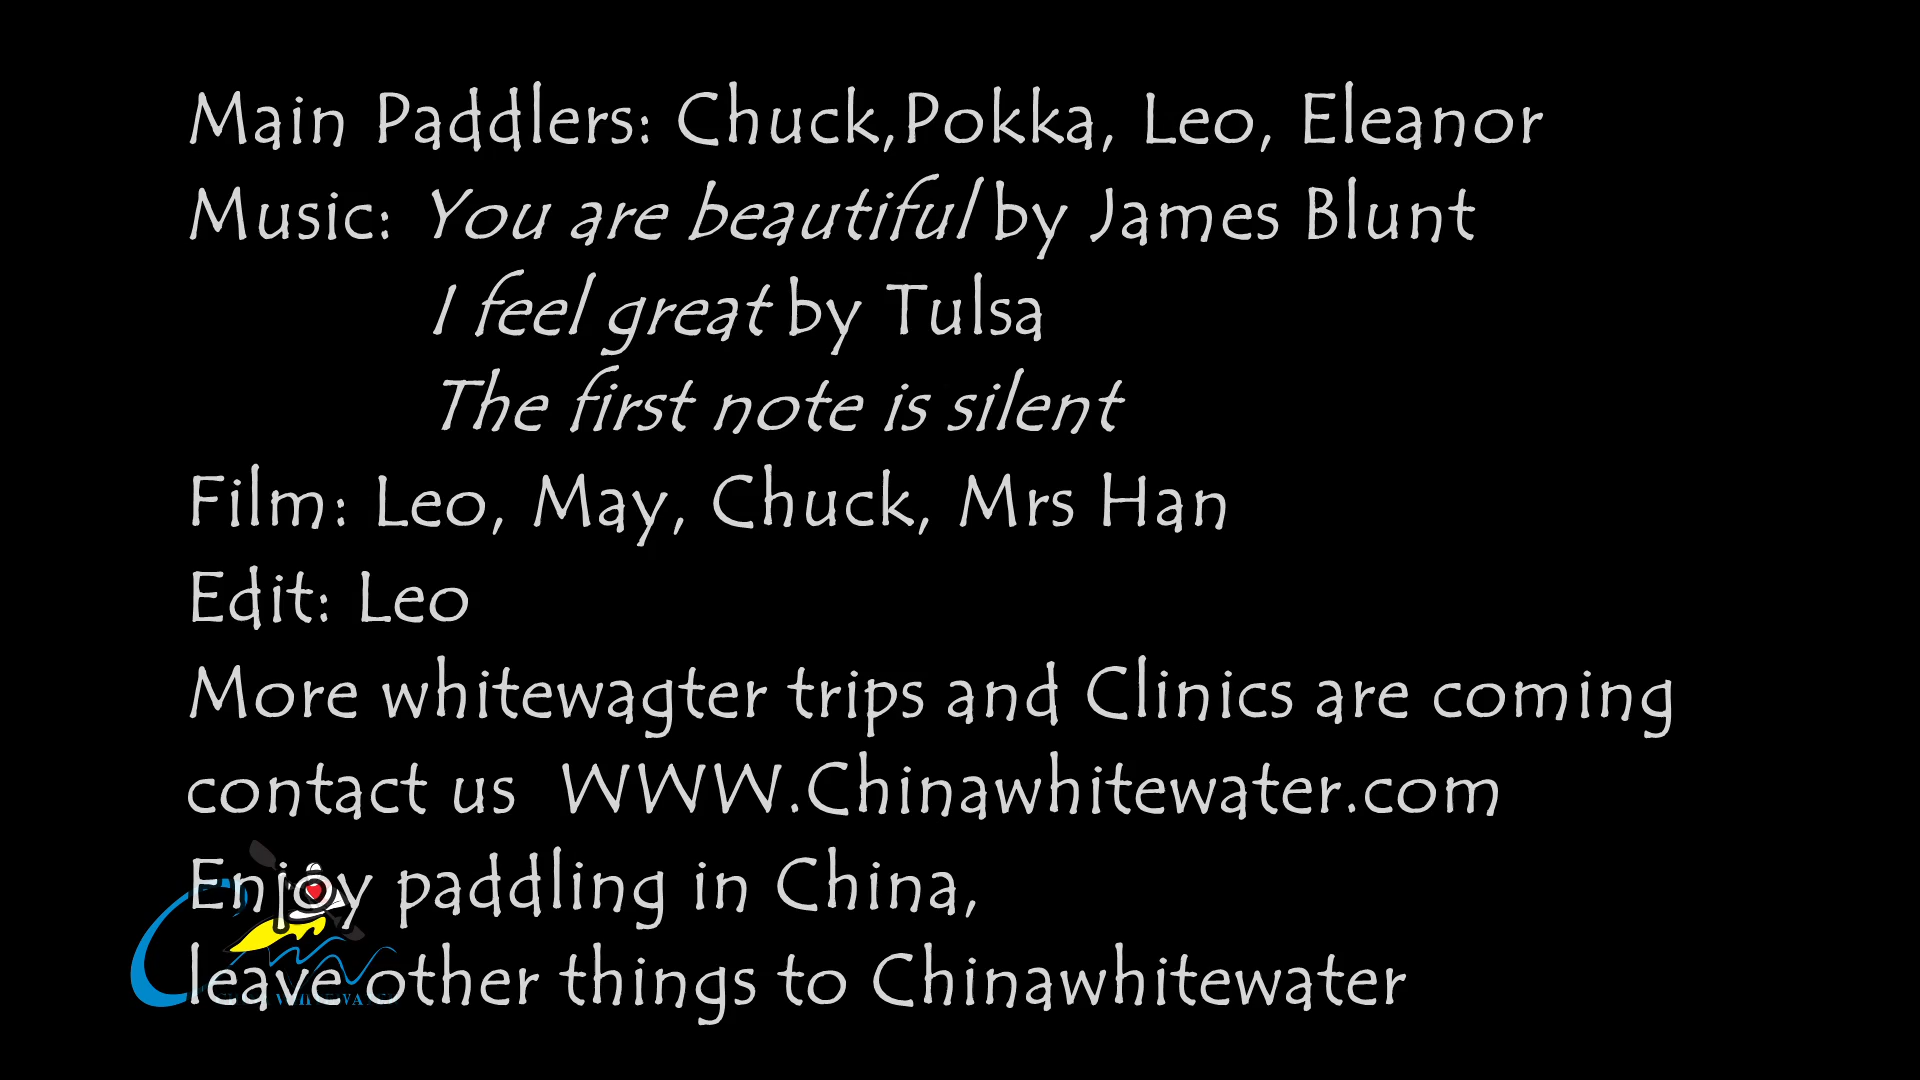 Main Paddlers: Chuck,Pokka, Leo, Eleanor
Music: You are beautiful by James Blunt
I feel great by Tulsa
The first note is silent
Film: Leo, May, Chuck, Mrs Han
Edit: Leo
More whitewagter trips and Clinics are coming
contact us WWW.Chinawhitewater.com
Enjoy paddling in China,
leave other things to Chinawhitewater